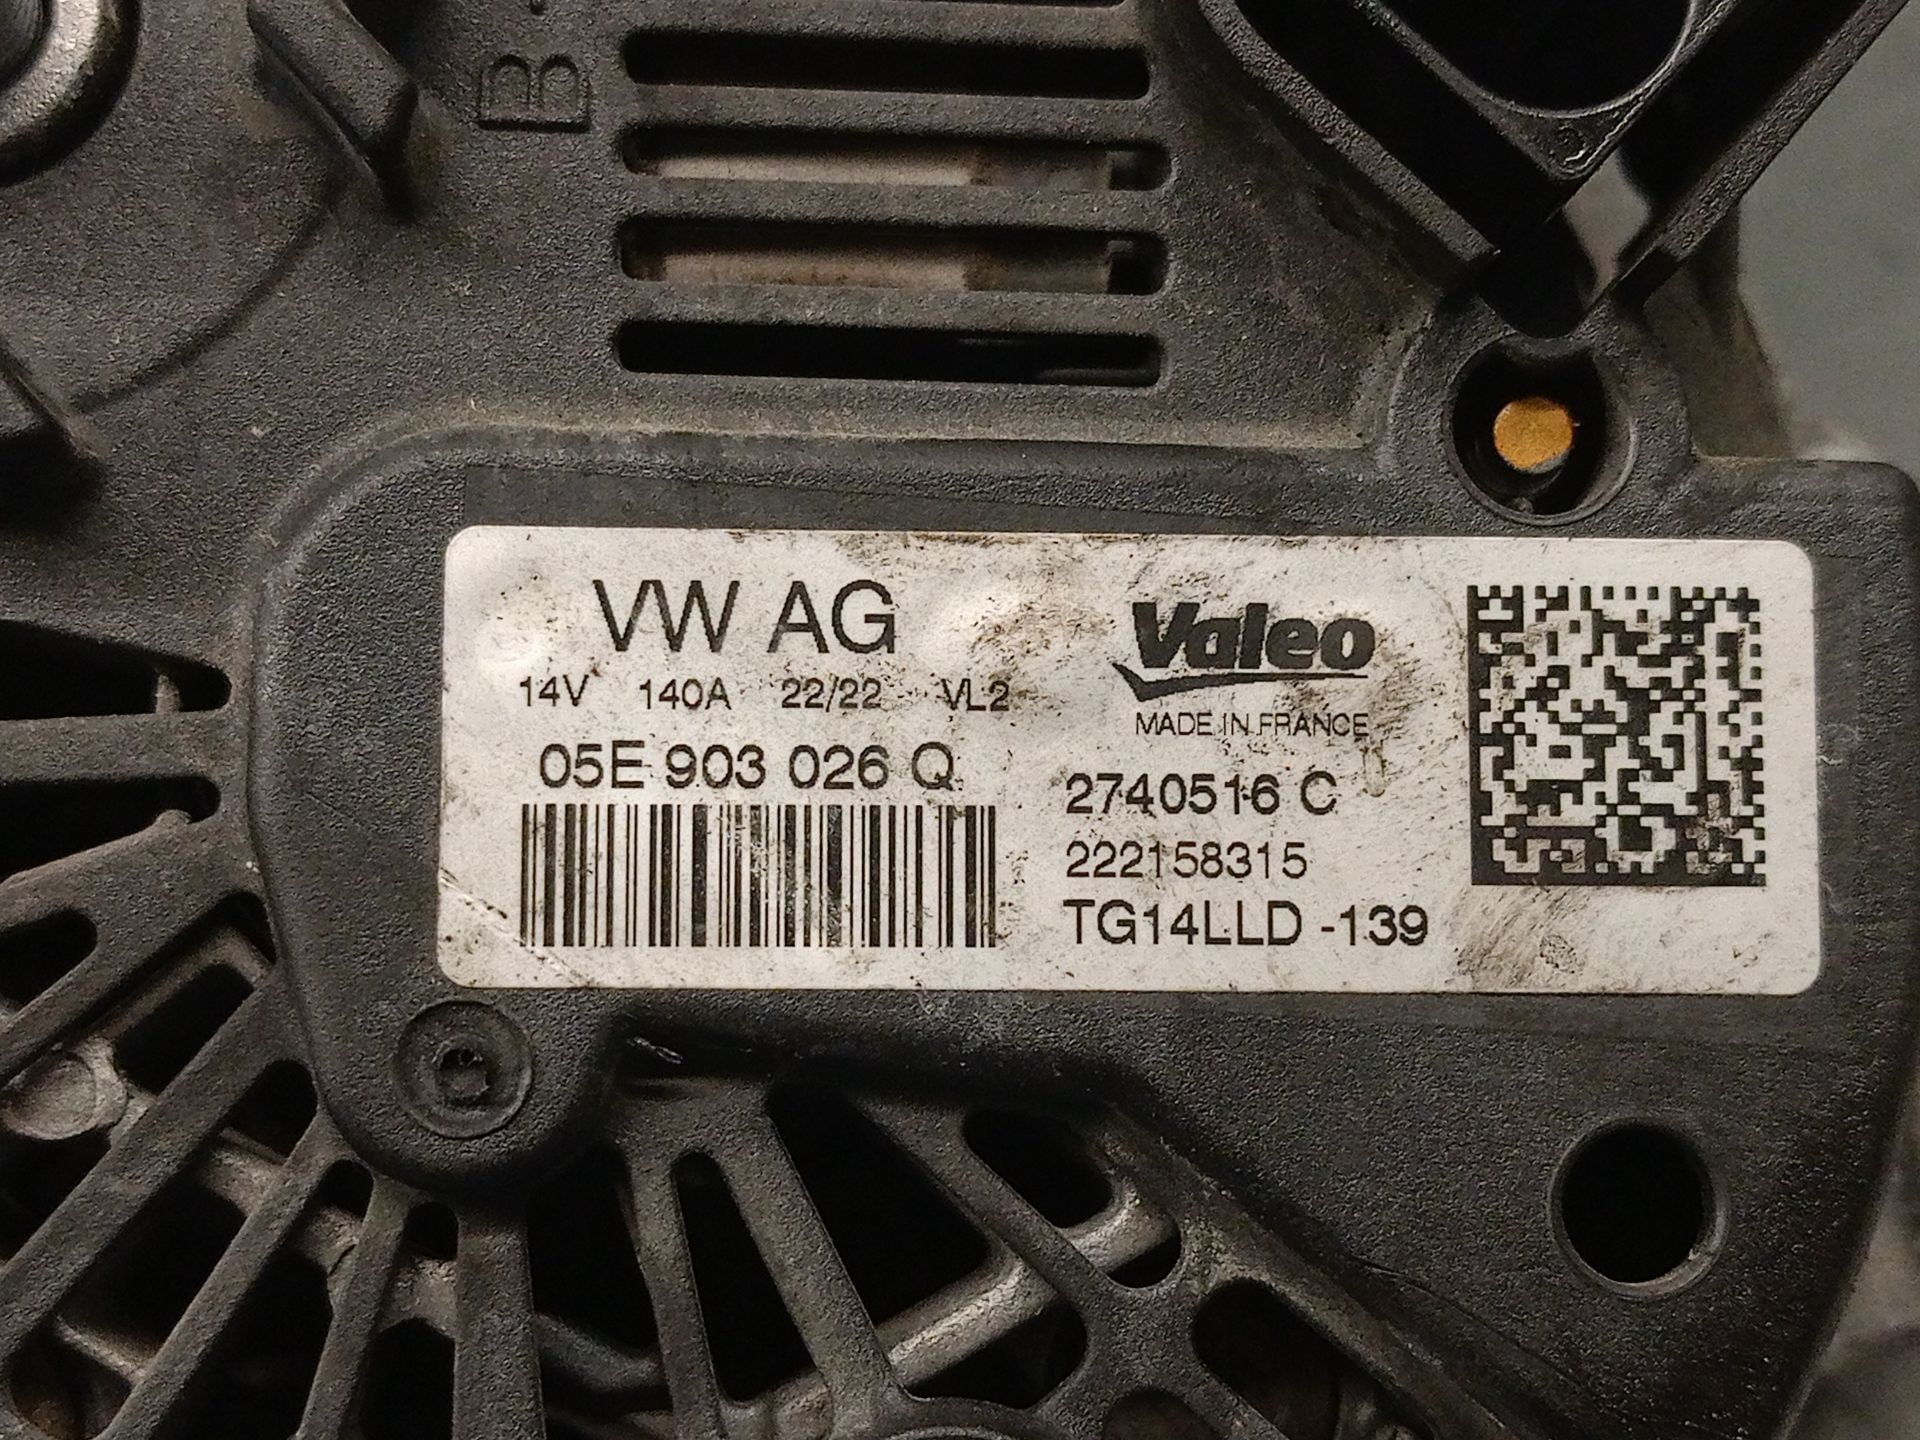 B+
VW AG
14V 140A 22/22 VL2
05E 903 026 Q
Valeo
MADE IN FRANCE
2740516 C
222158315
TG14LLD -139